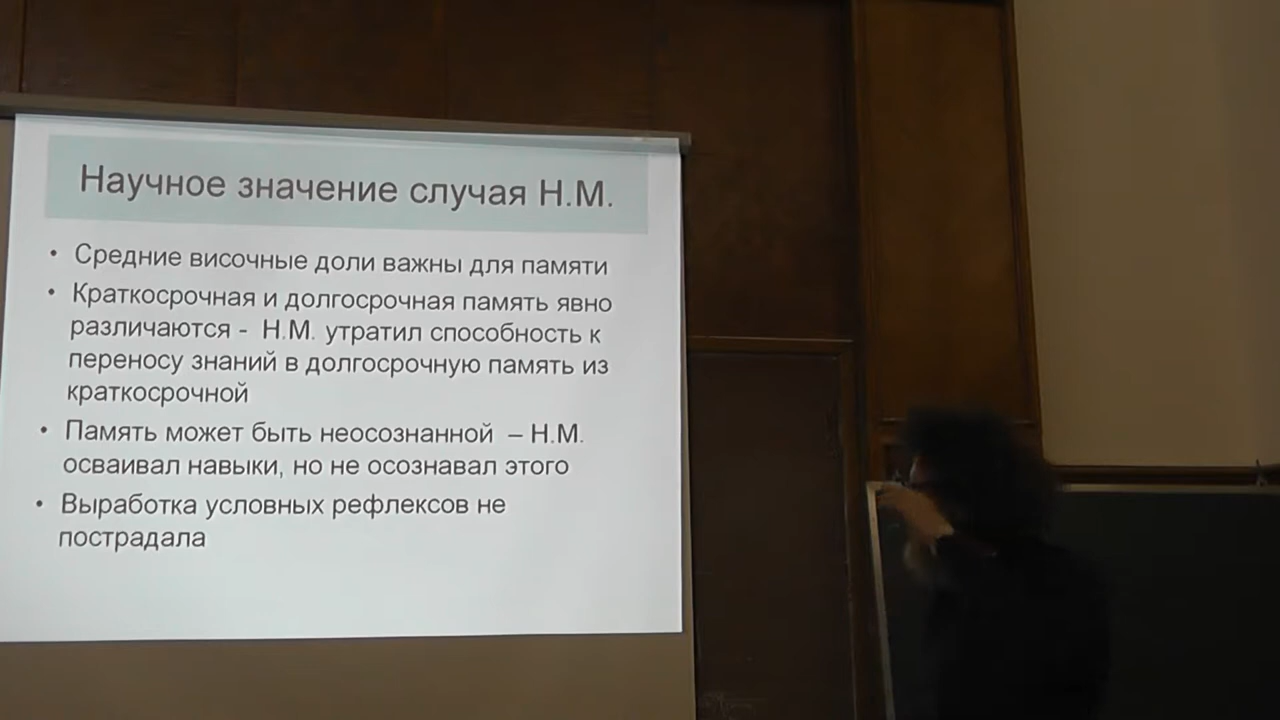 Научное значение случая Н.М.
• Средние височные доли важны для памяти
• Краткосрочная и долгосрочная память явно
различаются - Н.М. утратил способность к
переносу знаний в долгосрочную память из
краткосрочной
• Память может быть неосознанной – Н.М.
осваивал навыки, но не осознавал этого
• Выработка условных рефлексов не
пострадала